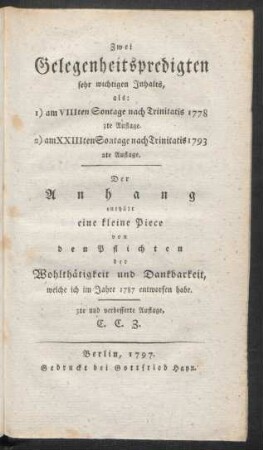 Zwei
Gelegenheitspredigten
sehr wichtigen Inhalts,
als:
1) am VIIIten Sontage nach Trinitatis 1778
3te Auflage.
2) am XXIIIten Sontage nach Trinitatis 1793
2te Auflage.
Der
Anhang
enthält
eine kleine Piece
von
den Pflichten
der
Wohlthätigkeit und Dankbarkeit,
welche ich im Jahre 1787 entworfen habe.
3te und verbesserte Auflage.
C. C. Z.
Berlin, 1797.
Gedruckt bei Gottfried Hayn.